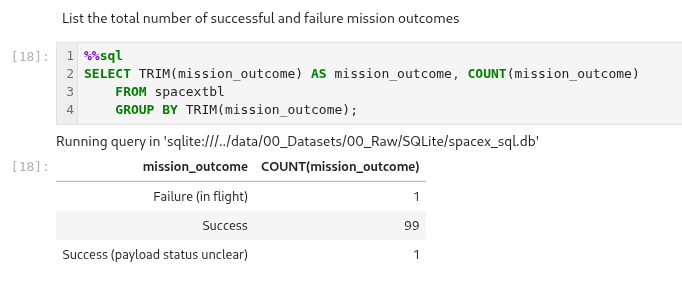 List the total number of successful and failure mission outcomes
[18]:
1 %%sql
2 SELECT TRIM(mission_outcome) AS mission_outcome, COUNT(mission_outcome)
3     FROM spacextbl
4     GROUP BY TRIM(mission_outcome);
Running query in 'sqlite:///../data/00_Datasets/00_Raw/SQLite/spacex_sql.db'
[18]: mission_outcome COUNT(mission_outcome)
Failure (in flight) 1
Success 99
Success (payload status unclear) 1